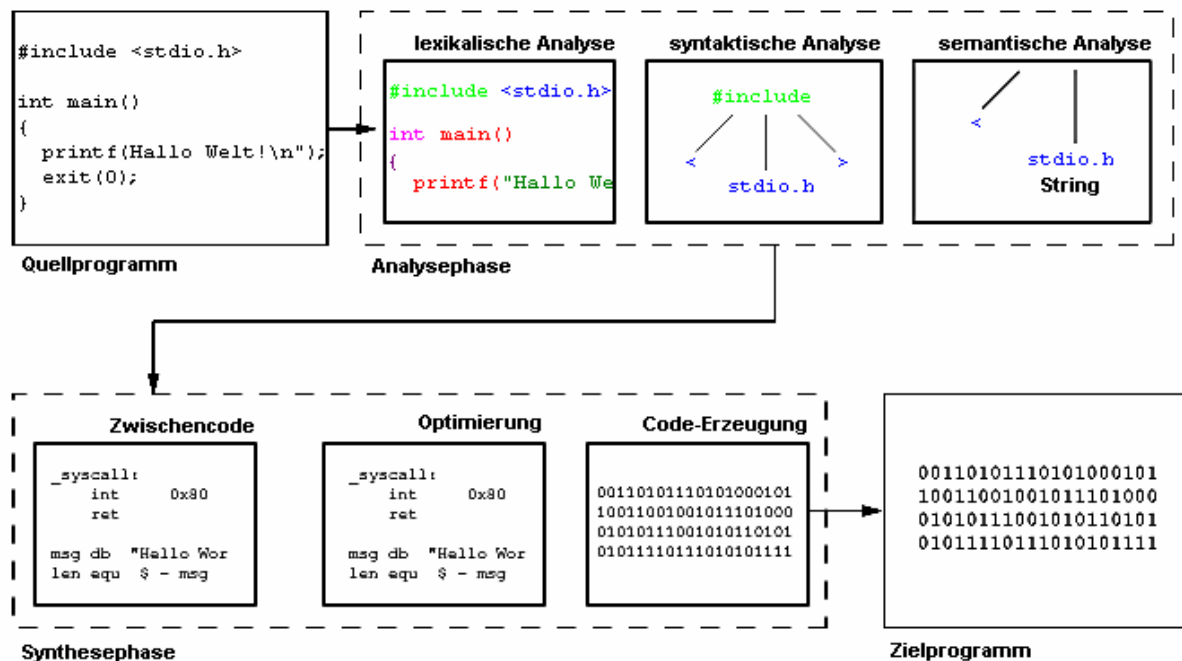 #include <stdio.h>
int main()
{
printf(Hallo Welt!\n");
exit(0);
}
Quellprogramm
lexikalische Analyse
#include <stdio.h>
int main()
{
printf("Hallo We
syntaktische Analyse
#include
< >
stdio.h
semantische Analyse
<
stdio.h
String
Analysephase
Zwischencode
_syscall:
int 0x80
ret
msg db "Hello Wor
len equ $ - msg
Optimierung
_syscall:
int 0x80
ret
msg db "Hello Wor
len equ $ - msg
Code-Erzeugung
00110101110101000101
10011001001011101000
01010111001010110101
01011110111010101111
Synthesephase
00110101110101000101
10011001001011101000
01010111001010110101
01011110111010101111
Zielprogramm